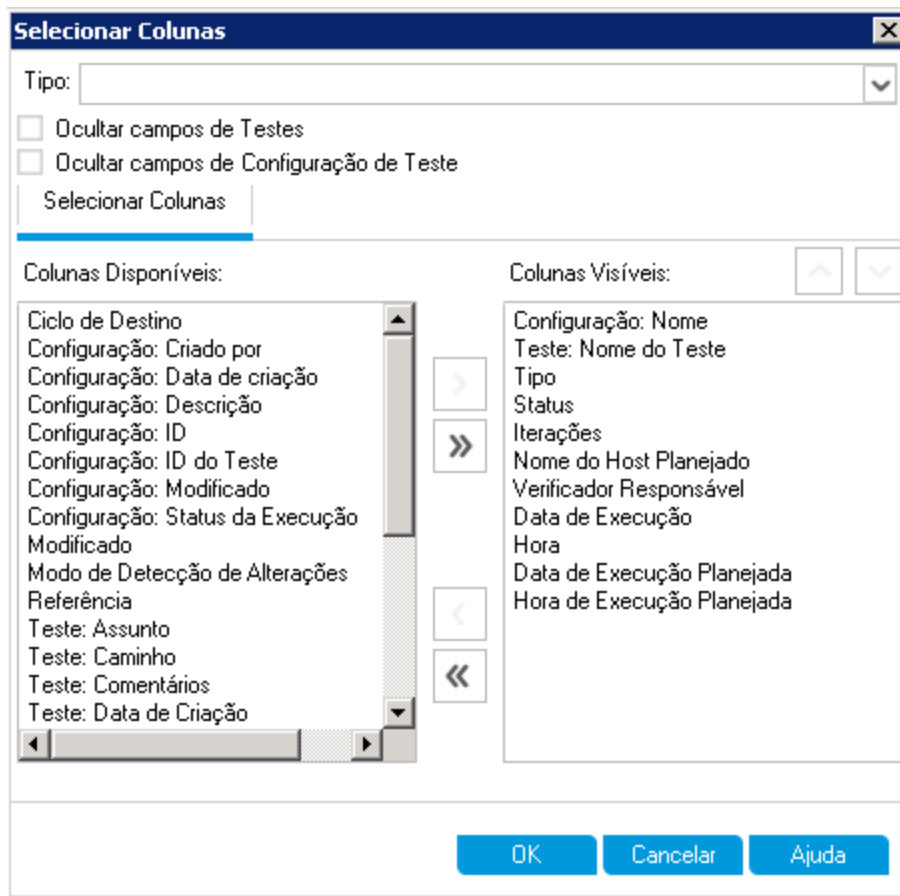 Selecionar Colunas
Tipo:
Ocultar campos de Testes
Ocultar campos de Configuração de Teste
Selecionar Colunas
Colunas Disponíveis:
Ciclo de Destino
Configuração: Criado por
Configuração: Data de criação
Configuração: Descrição
Configuração: ID
Configuração: ID do Teste
Configuração: Modificado
Configuração: Status da Execução
Modificado
Modo de Detecção de Alterações
Referência
Teste: Assunto
Teste: Caminho
Teste: Comentários
Teste: Data de Criação
Colunas Visíveis:
Configuração: Nome
Teste: Nome do Teste
Tipo
Status
Iterações
Nome do Host Planejado
Verificador Responsável
Data de Execução
Hora
Data de Execução Planejada
Hora de Execução Planejada
OK
Cancelar
Ajuda